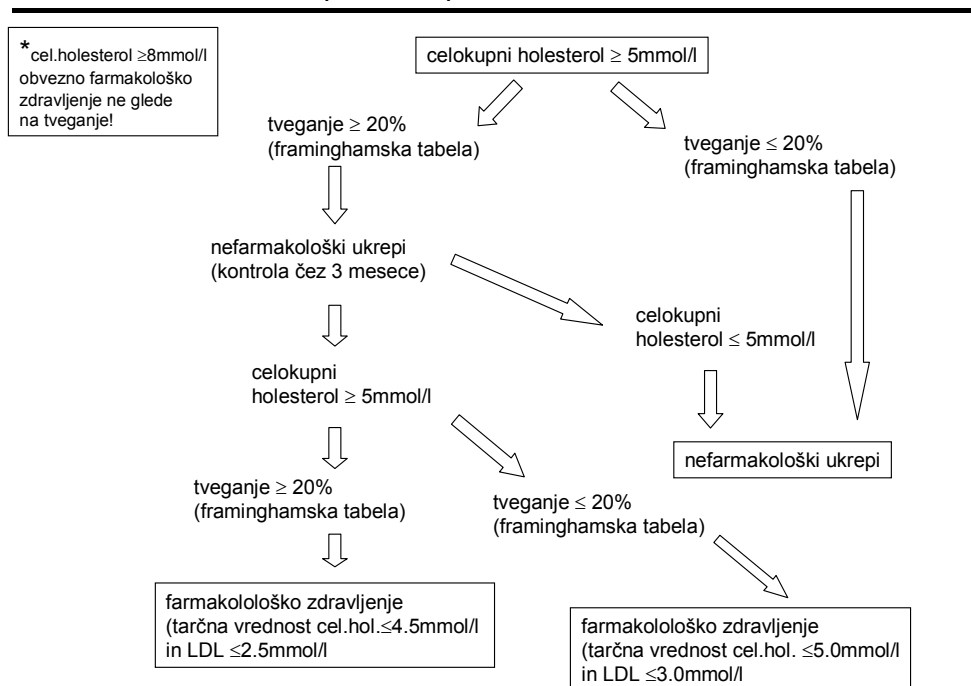 *cel.holesterol ≥8mmol/l
obvezno farmakološko
zdravljenje ne glede
na tveganje!
celokupni holesterol ≥ 5mmol/l
tveganje ≥ 20%
(framinghamska tabela)
tveganje ≤ 20%
(framinghamska tabela)
nefarmakološki ukrepi
(kontrola čez 3 mesece)
celokupni
holesterol ≤ 5mmol/l
celokupni
holesterol ≥ 5mmol/l
nefarmakološki ukrepi
tveganje ≥ 20%
(framinghamska tabela)
tveganje ≤ 20%
(framinghamska tabela)
farmakolološko zdravljenje
(tarčna vrednost cel.hol.≤4.5mmol/l
in LDL ≤2.5mmol/l
farmakolološko zdravljenje
(tarčna vrednost cel.hol. ≤5.0mmol/l
in LDL ≤3.0mmol/l